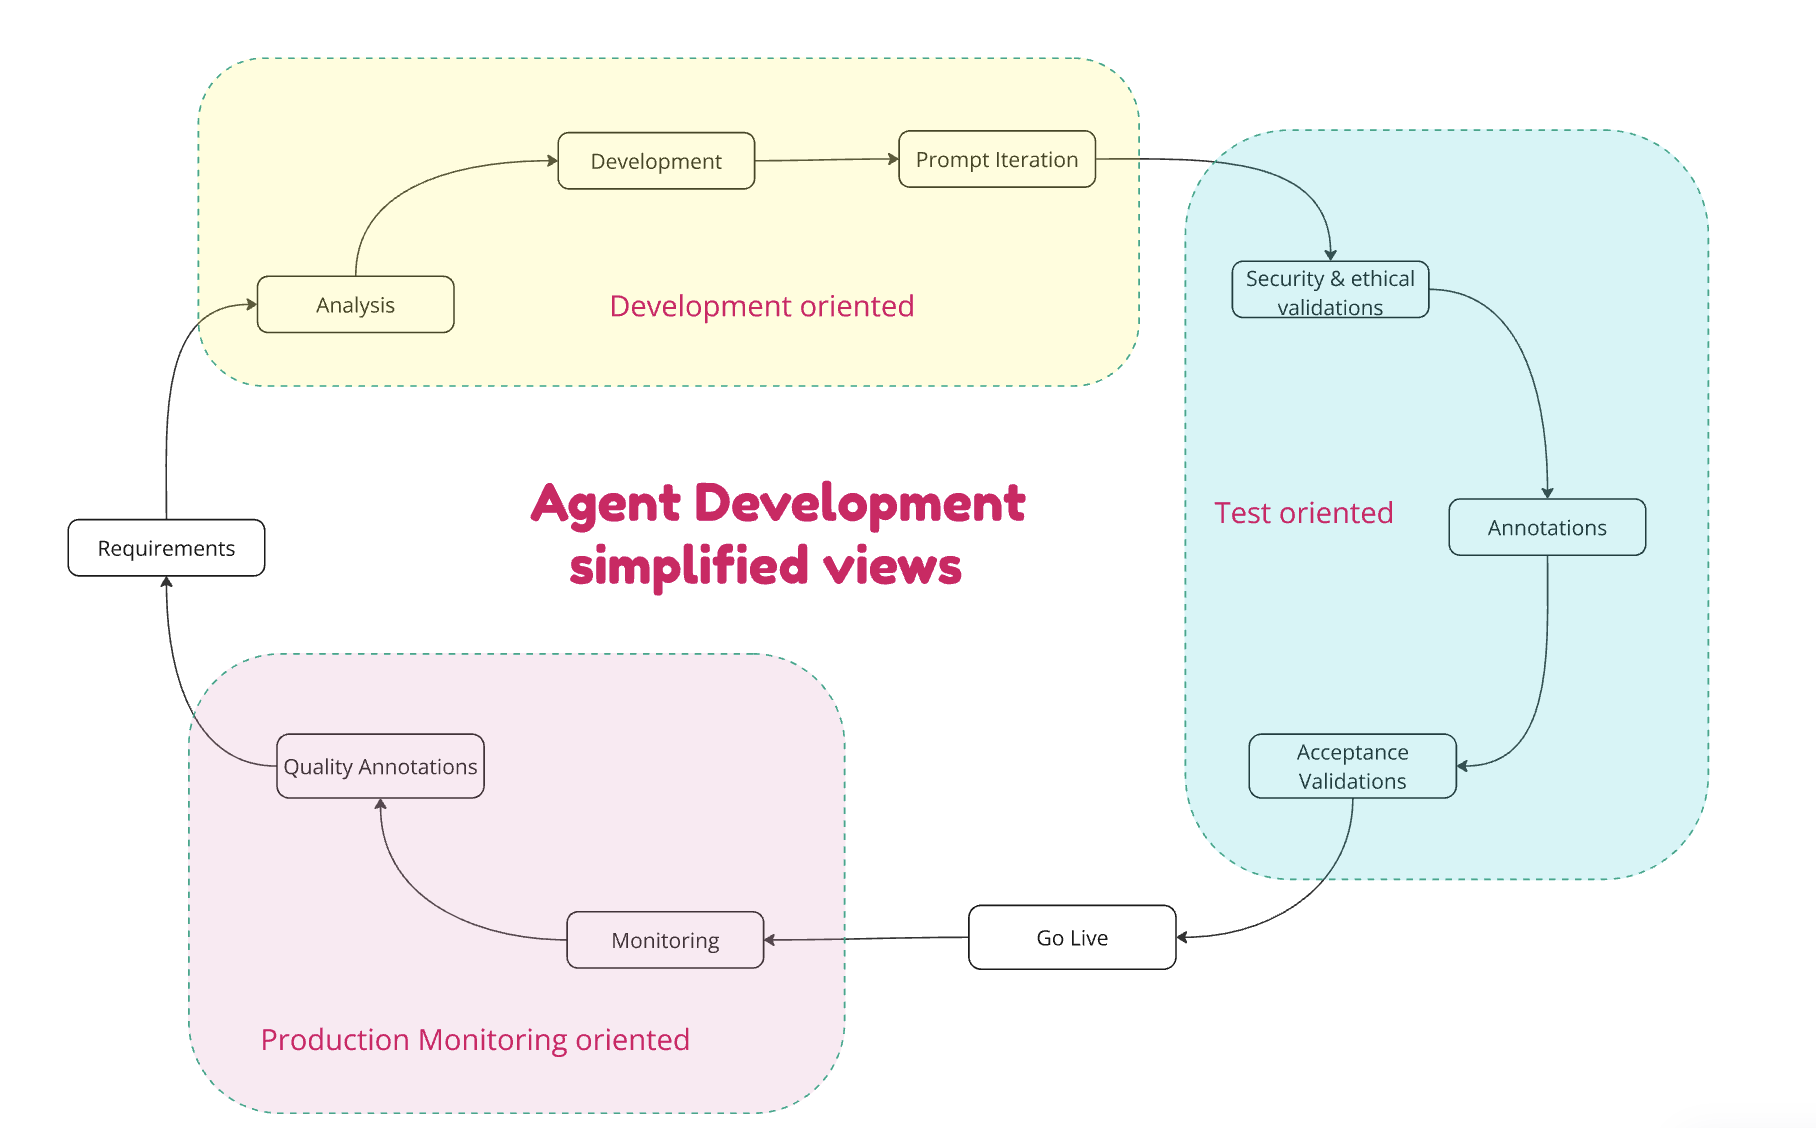 Development
Prompt Iteration
Analysis
Development oriented
Security & ethical
validations
Agent Development
simplified views
Test oriented
Annotations
Requirements
Quality Annotations
Acceptance
Validations
Monitoring
Go Live
Production Monitoring oriented